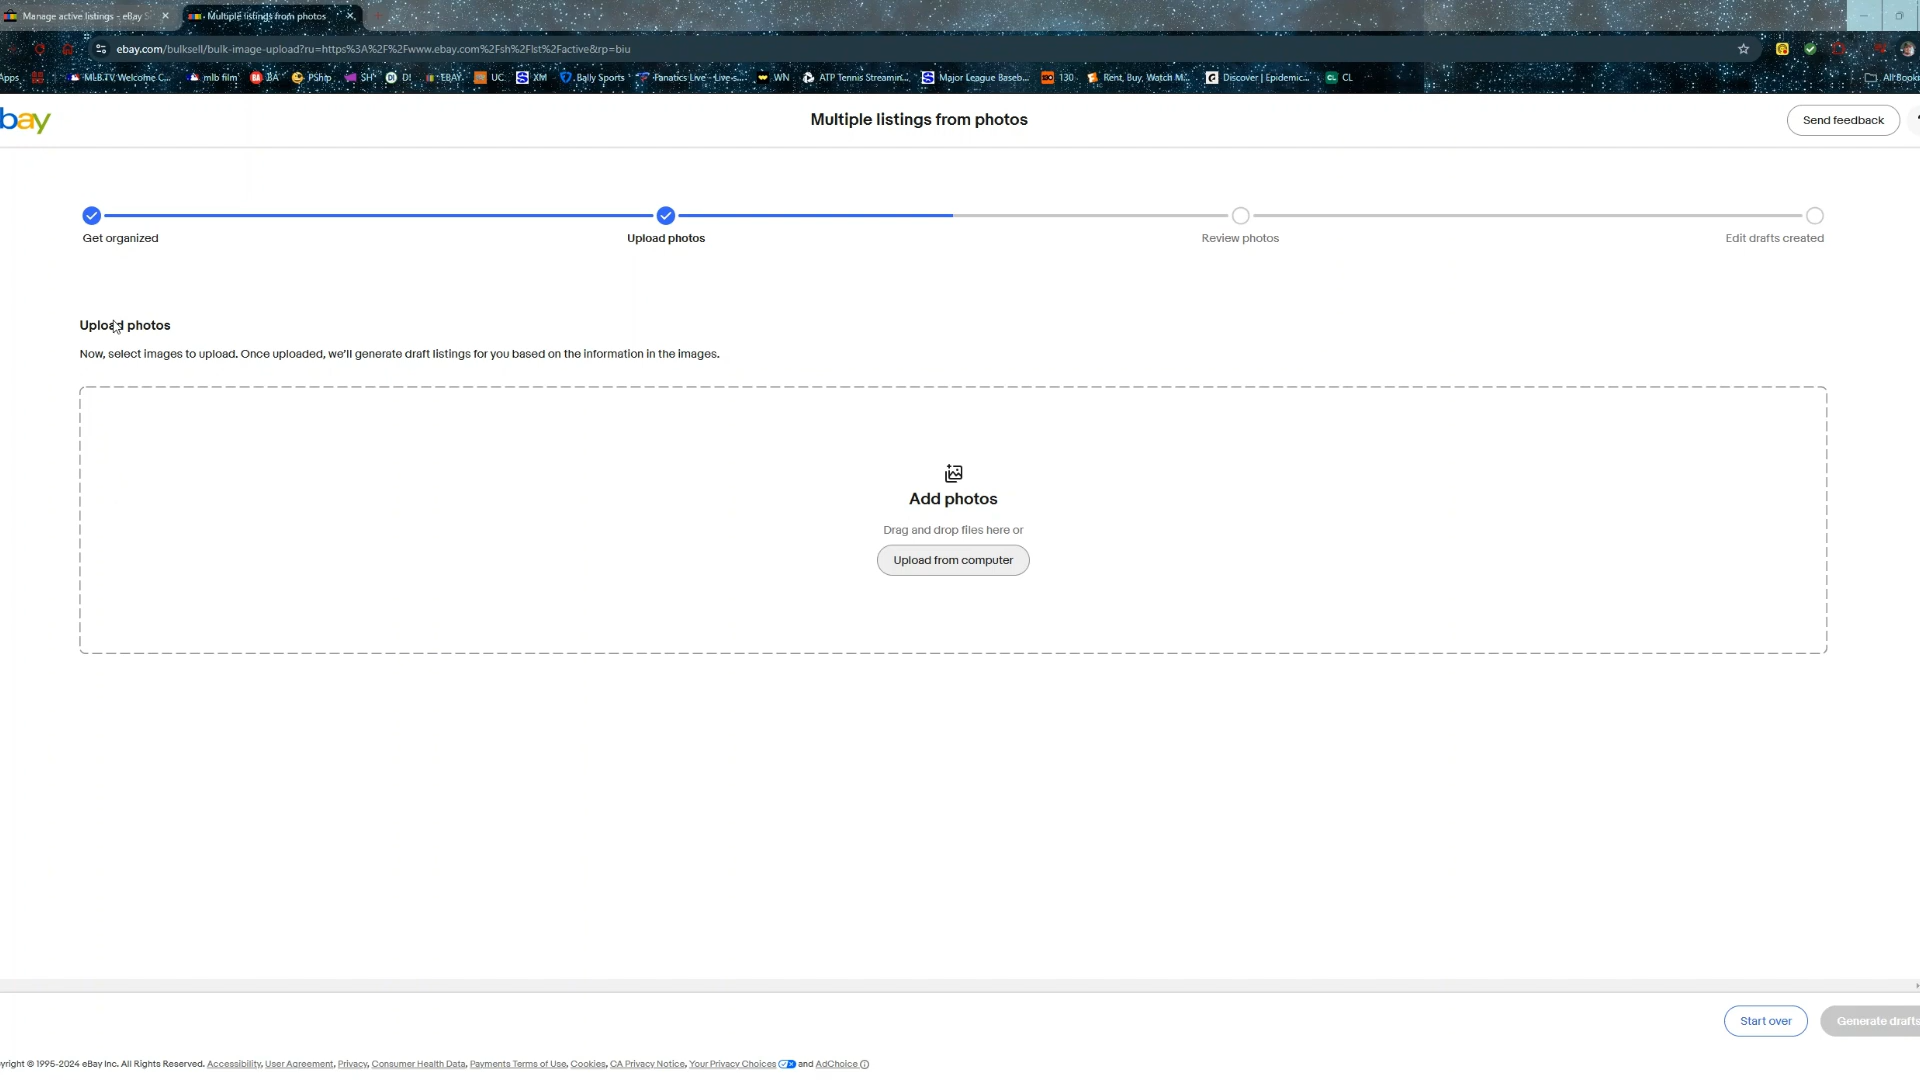 Manage active listings - eBay S
Multiple listings from photos
ebay.com/bulksell/bulk-image-upload?ru=https%3A%2F%2Fwww.ebay.com%2Fsh%2Flst%2Factive&rp=biu
Apps MLB.TV Welcome C... mlb film BA PShip SH D! EBAY UC XM Bally Sports Fanatics Live - Live s... WN ATP Tennis Streamin... Major League Baseb... 130 Rent, Buy, Watch M... Discover | Epidemic... CL All Book
bay
Multiple listings from photos
Send feedback
Get organized
Upload photos
Review photos
Edit drafts created
Upload photos
Now, select images to upload. Once uploaded, we'll generate draft listings for you based on the information in the images.
Add photos
Drag and drop files here or
Upload from computer
Start over
Generate drafts
yright © 1995-2024 eBay Inc. All Rights Reserved. Accessibility, User Agreement, Privacy, Consumer Health Data, Payments Terms of Use, Cookies, CA Privacy Notice, Your Privacy Choices and AdChoice